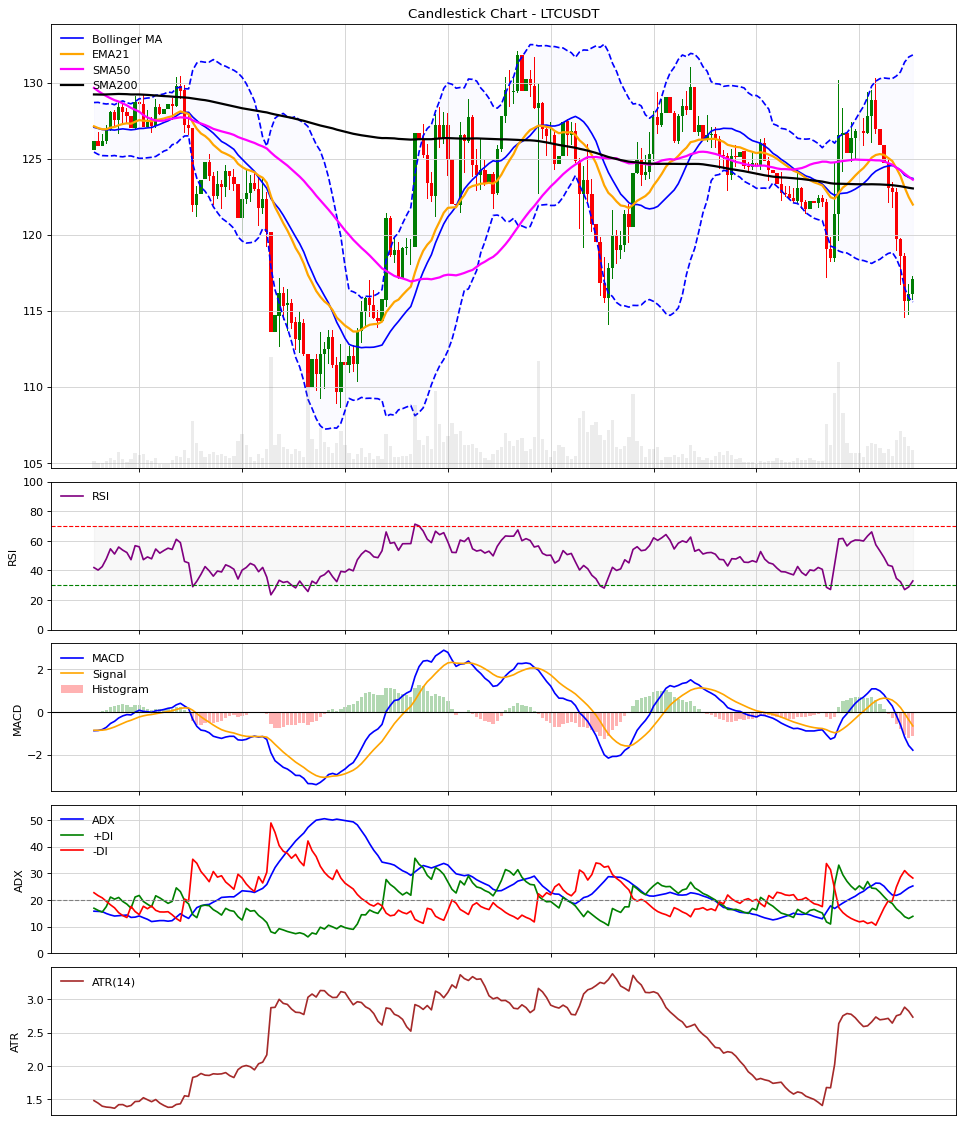 Candlestick Chart - LTCUSDT
Bollinger MA
EMA21
SMA50
SMA200
130
125
120
115
110
105
RSI
100
80
60
40
20
0
RSI
MACD
Signal
Histogram
2
0
−2
MACD
ADX
+DI
-DI
50
40
30
20
10
0
ADX
ATR(14)
3.0
2.5
2.0
1.5
ATR